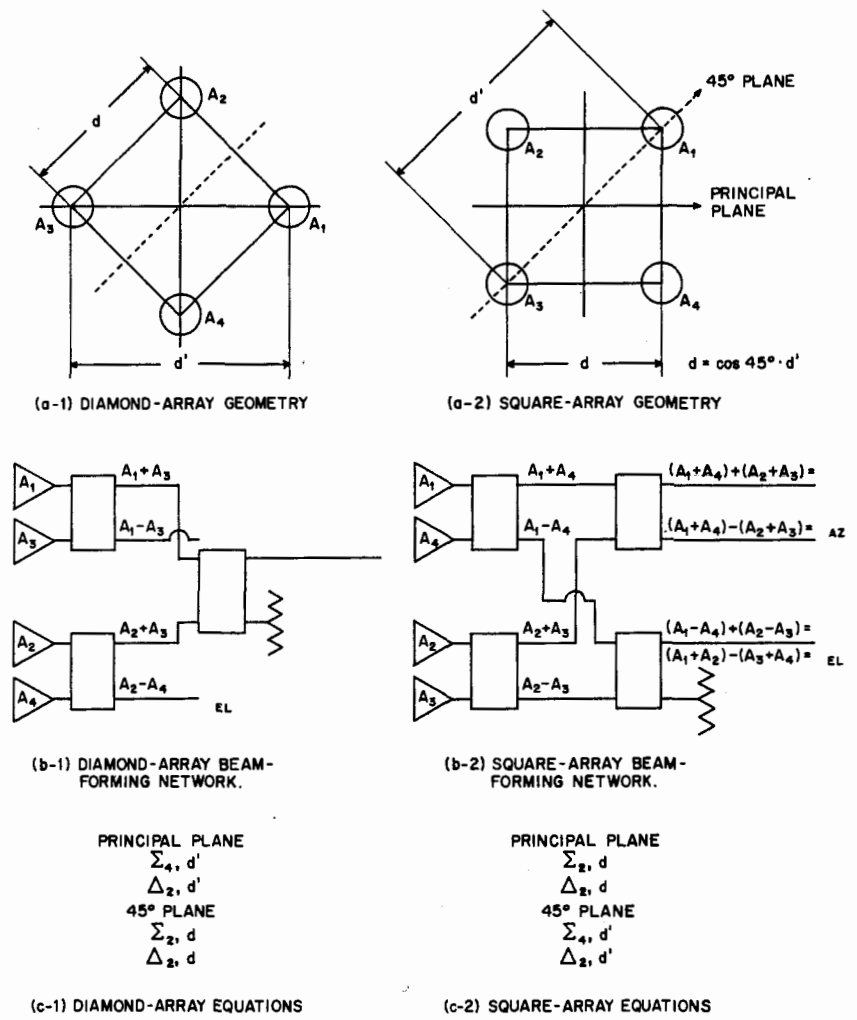 A₂
d
A₃
A₁
A₄
d'
(a-1) DIAMOND-ARRAY GEOMETRY
d'
45° PLANE
A₂
A₁
PRINCIPAL
PLANE
A₃
A₄
d
d = cos 45° · d'
(a-2) SQUARE-ARRAY GEOMETRY
A₁
A₁+A₃
A₃
A₁-A₃
A₂
A₂+A₃
A₄
A₂-A₄
EL
(b-1) DIAMOND-ARRAY BEAM-
FORMING NETWORK.
A₁
A₁+A₄
(A₁+A₄)+(A₂+A₃)=
A₄
A₁-A₄
(A₁+A₄)-(A₂+A₃)= AZ
A₂
A₂+A₃
(A₁-A₄)+(A₂-A₃)=
(A₁+A₂)-(A₃+A₄)= EL
A₃
A₂-A₃
(b-2) SQUARE-ARRAY BEAM-
FORMING NETWORK.
PRINCIPAL PLANE
Σ₄, d'
Δ₂, d'
45° PLANE
Σ₂, d
Δ₂, d
(c-1) DIAMOND-ARRAY EQUATIONS
PRINCIPAL PLANE
Σ₂, d
Δ₂, d
45° PLANE
Σ₄, d'
Δ₂, d'
(c-2) SQUARE-ARRAY EQUATIONS